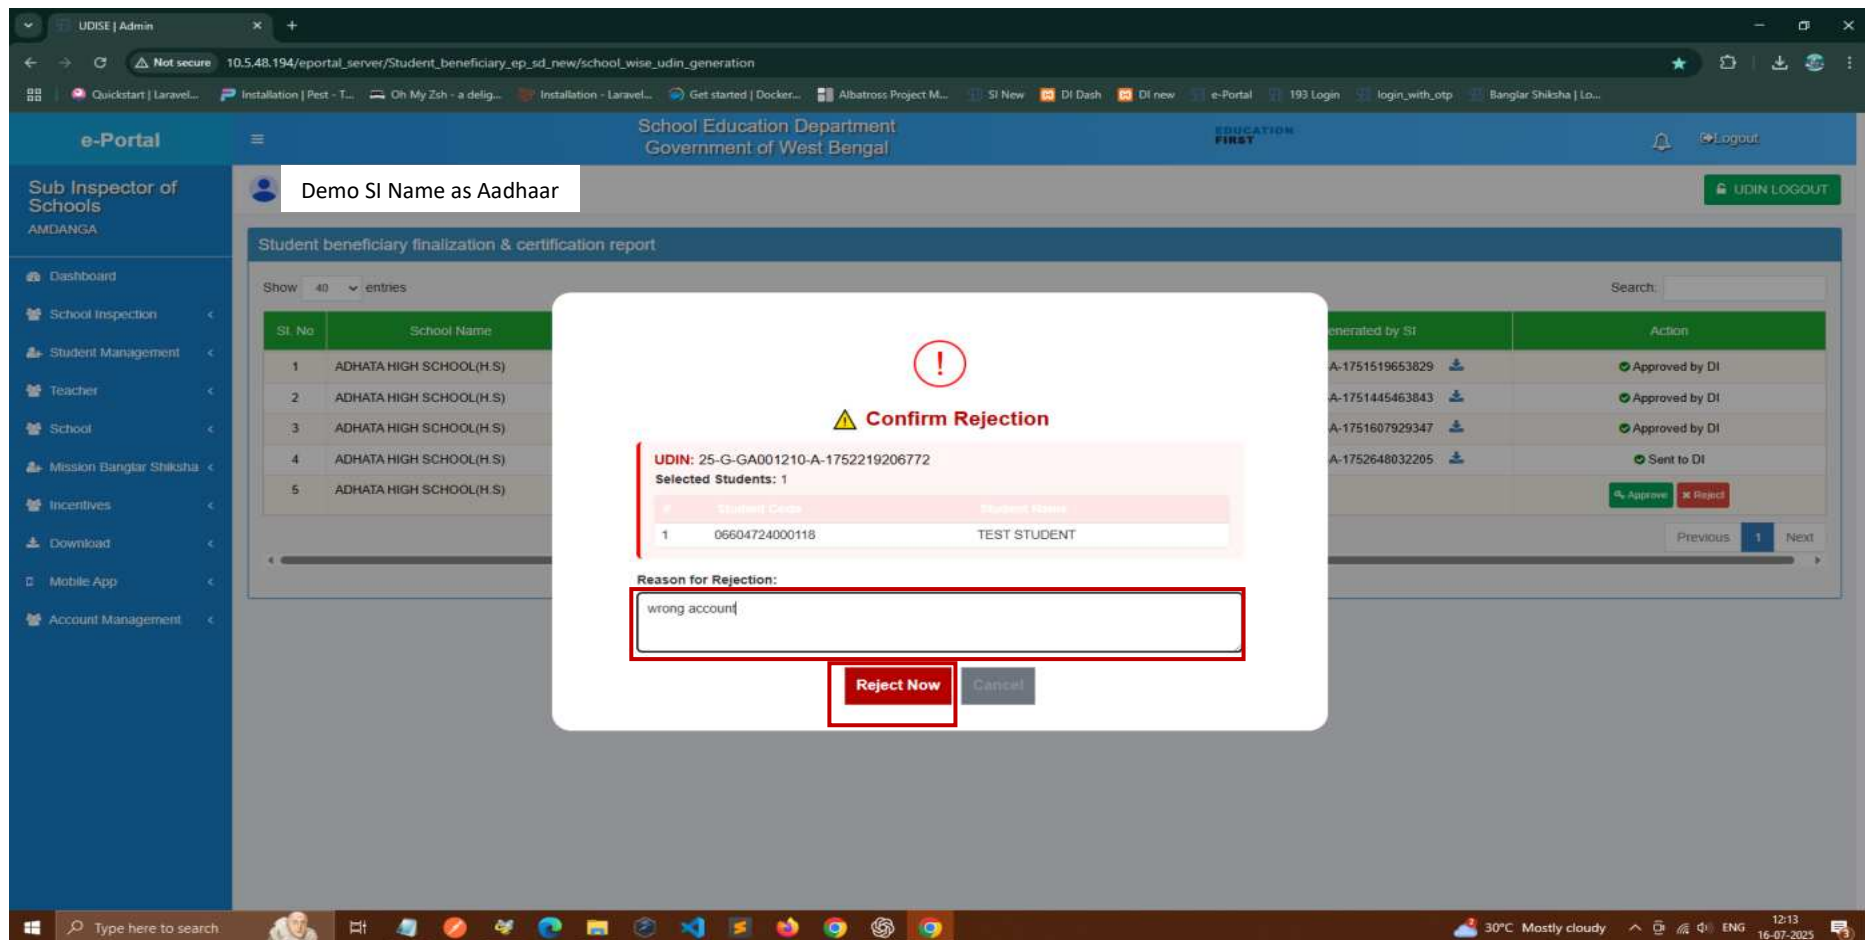 UDISE | Admin
Not secure 10.5.48.194/eportal_server/Student_beneficiary_ep_sd_new/school_wise_udin_generation
Quickstart | Laravel... Installation | Pest - T... Oh My Zsh - a delig... Installation - Laravel... Get started | Docker... Albatross Project M... SI New DI Dash DI new e-Portal 193 Login login_with_otp Banglar Shiksha | Lo...
e-Portal
School Education Department
Government of West Bengal
EDUCATION
FIRST
Logout
Sub Inspector of
Schools
AMDANGA
Demo SI Name as Aadhaar
UDIN LOGOUT
Dashboard
School Inspection
Student Management
Teacher
School
Mission Banglar Shiksha
Incentives
Download
Mobile App
Account Management
Student beneficiary finalization & certification report
Show 40 entries
Search:
Sl. No School Name enerated by SI Action
1 ADHATA HIGH SCHOOL(H.S) A-1751519653829 Approved by DI
2 ADHATA HIGH SCHOOL(H.S) A-1751445463843 Approved by DI
3 ADHATA HIGH SCHOOL(H.S) A-1751607929347 Approved by DI
4 ADHATA HIGH SCHOOL(H.S) A-1752648032205 Sent to DI
5 ADHATA HIGH SCHOOL(H.S) Approve Reject
Previous 1 Next
!
Confirm Rejection
UDIN: 25-G-GA001210-A-1752219206772
Selected Students: 1
# Student Code Student Name
1 06604724000118 TEST STUDENT
Reason for Rejection:
wrong account
Reject Now Cancel
Type here to search
2 30°C Mostly cloudy ENG
12:13
16-07-2025
3